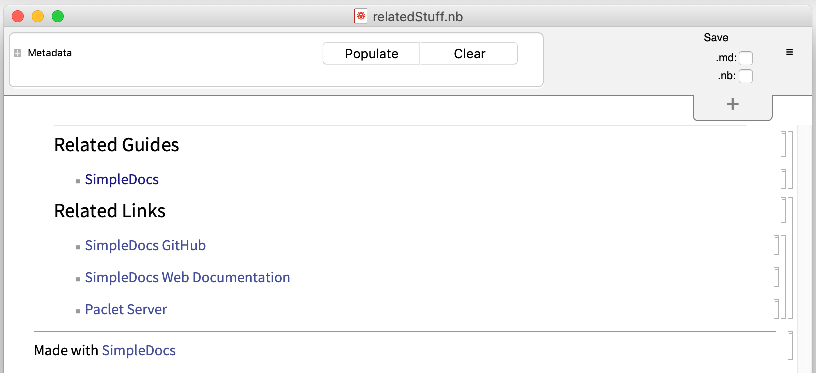 relatedStuff.nb
Metadata
Populate
Clear
Save
.md:
.nb:
Related Guides
SimpleDocs
Related Links
SimpleDocs GitHub
SimpleDocs Web Documentation
Paclet Server
Made with SimpleDocs